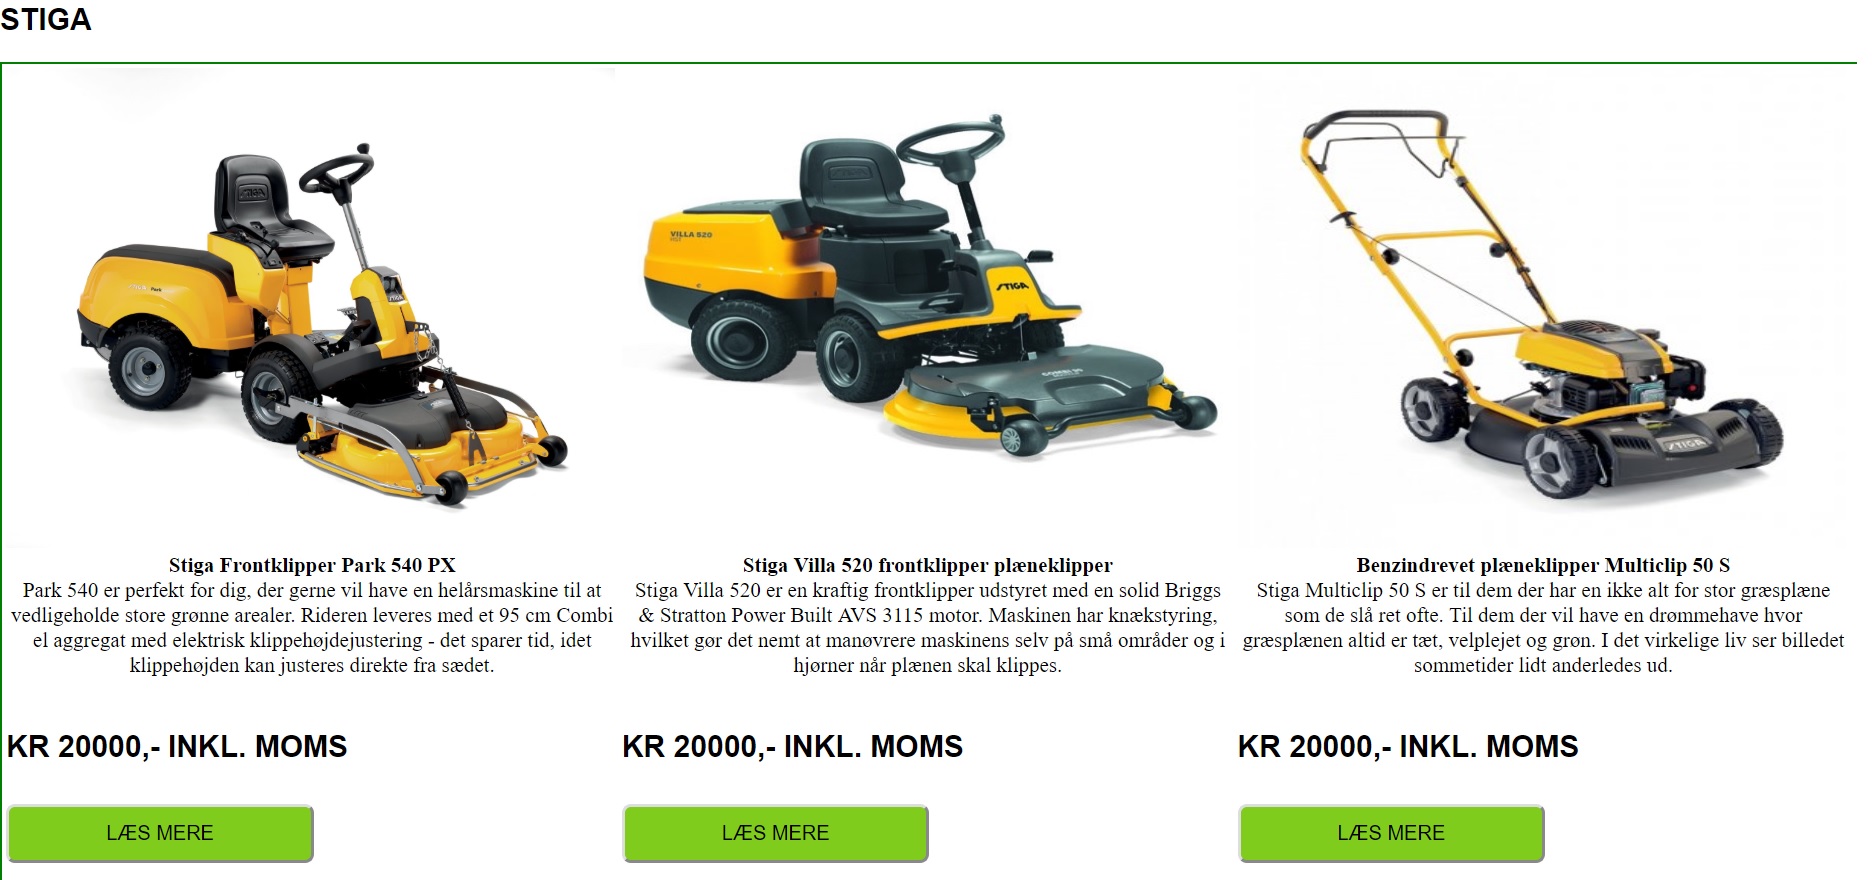 STIGA
STIGA
STIGA Park
STIGA
Stiga Frontklipper Park 540 PX
Park 540 er perfekt for dig, der gerne vil have en helårsmaskine til at
vedligeholde store grønne arealer. Rideren leveres med et 95 cm Combi
el aggregat med elektrisk klippehøjdejustering - det sparer tid, idet
klippehøjden kan justeres direkte fra sædet.
KR 20000,- INKL. MOMS
LÆS MERE
STIGA
VILLA 520
STIGA
COMBI 95
Stiga Villa 520 frontklipper plæneklipper
Stiga Villa 520 er en kraftig frontklipper udstyret med en solid Briggs
& Stratton Power Built AVS 3115 motor. Maskinen har knækstyring,
hvilket gør det nemt at manøvrere maskinens selv på små områder og i
hjørner når plænen skal klippes.
KR 20000,- INKL. MOMS
LÆS MERE
STIGA
Benzindrevet plæneklipper Multiclip 50 S
Stiga Multiclip 50 S er til dem der har en ikke alt for stor græsplæne
som de slå ret ofte. Til dem der vil have en drømmehave hvor
græsplænen altid er tæt, velplejet og grøn. I det virkelige liv ser billedet
sommetider lidt anderledes ud.
KR 20000,- INKL. MOMS
LÆS MERE